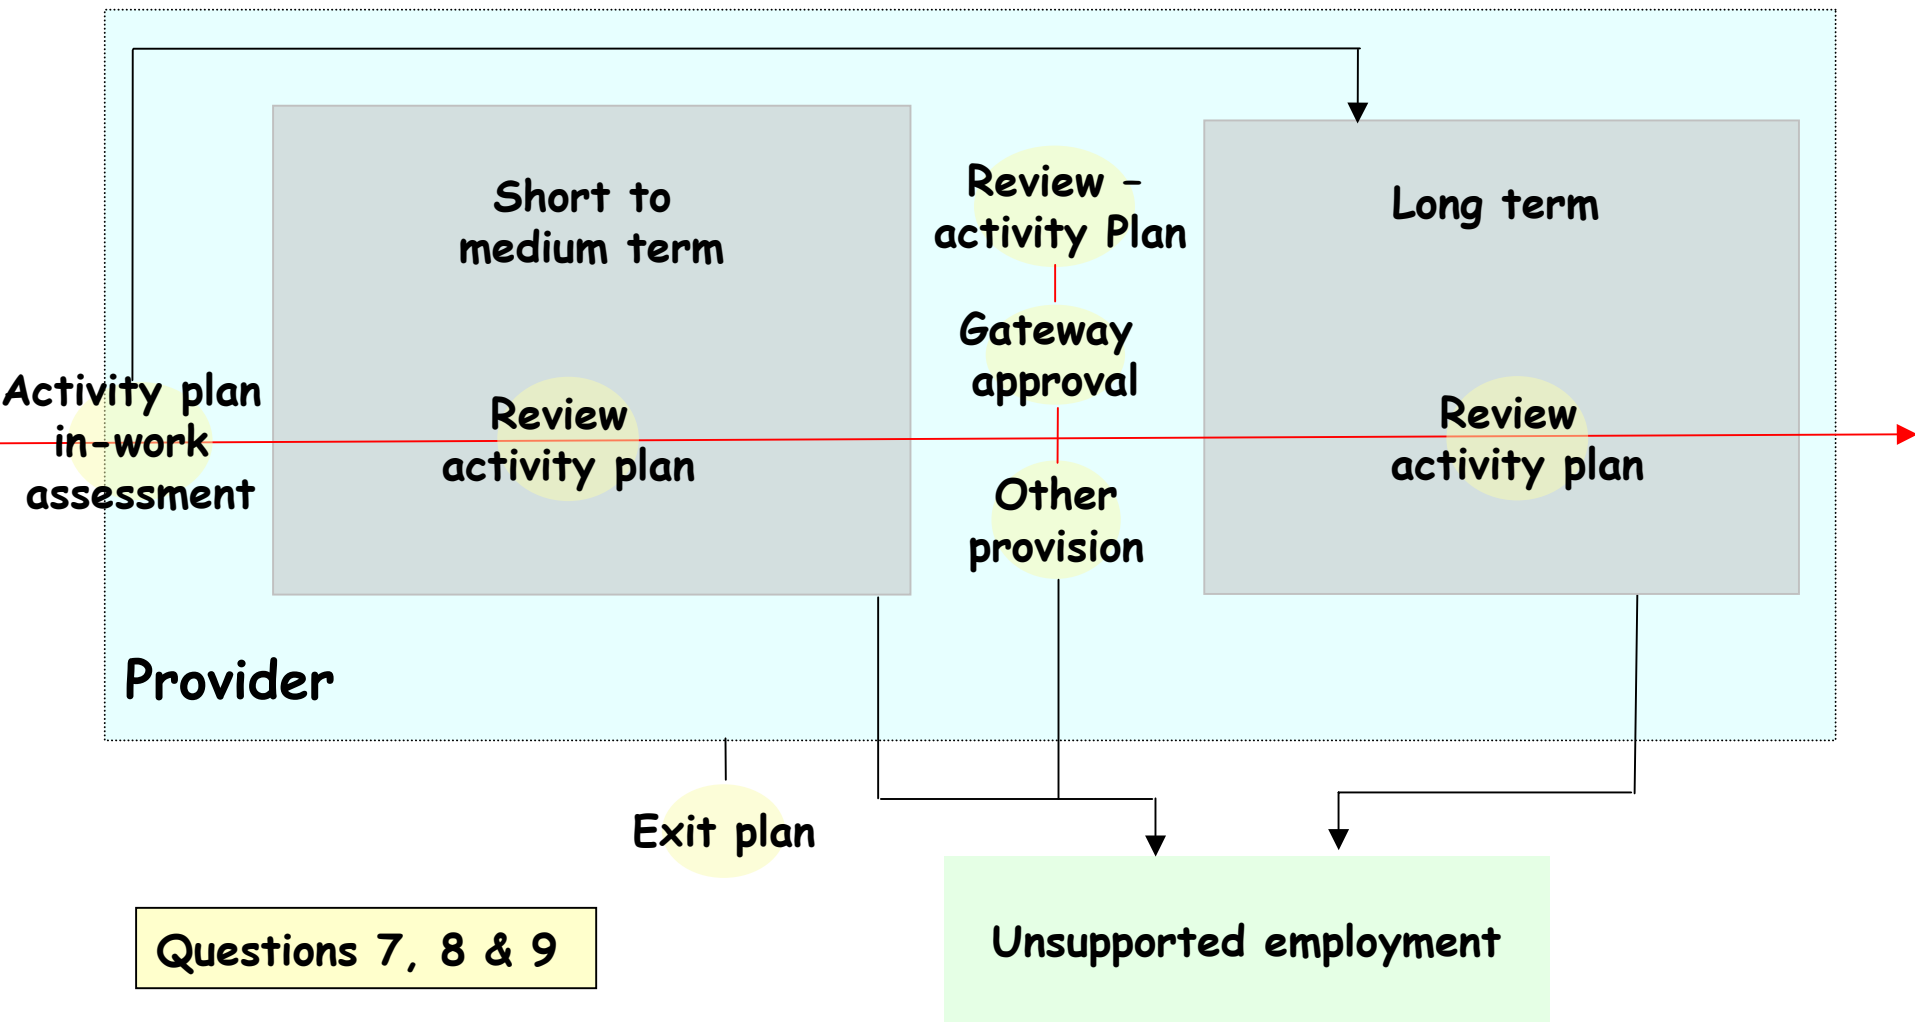 Short to
medium term
Review –
activity Plan
Long term
Gateway
approval
Activity plan
in-work
assessment
Review
activity plan
Review
activity plan
Other
provision
Provider
Exit plan
Questions 7, 8 & 9
Unsupported employment